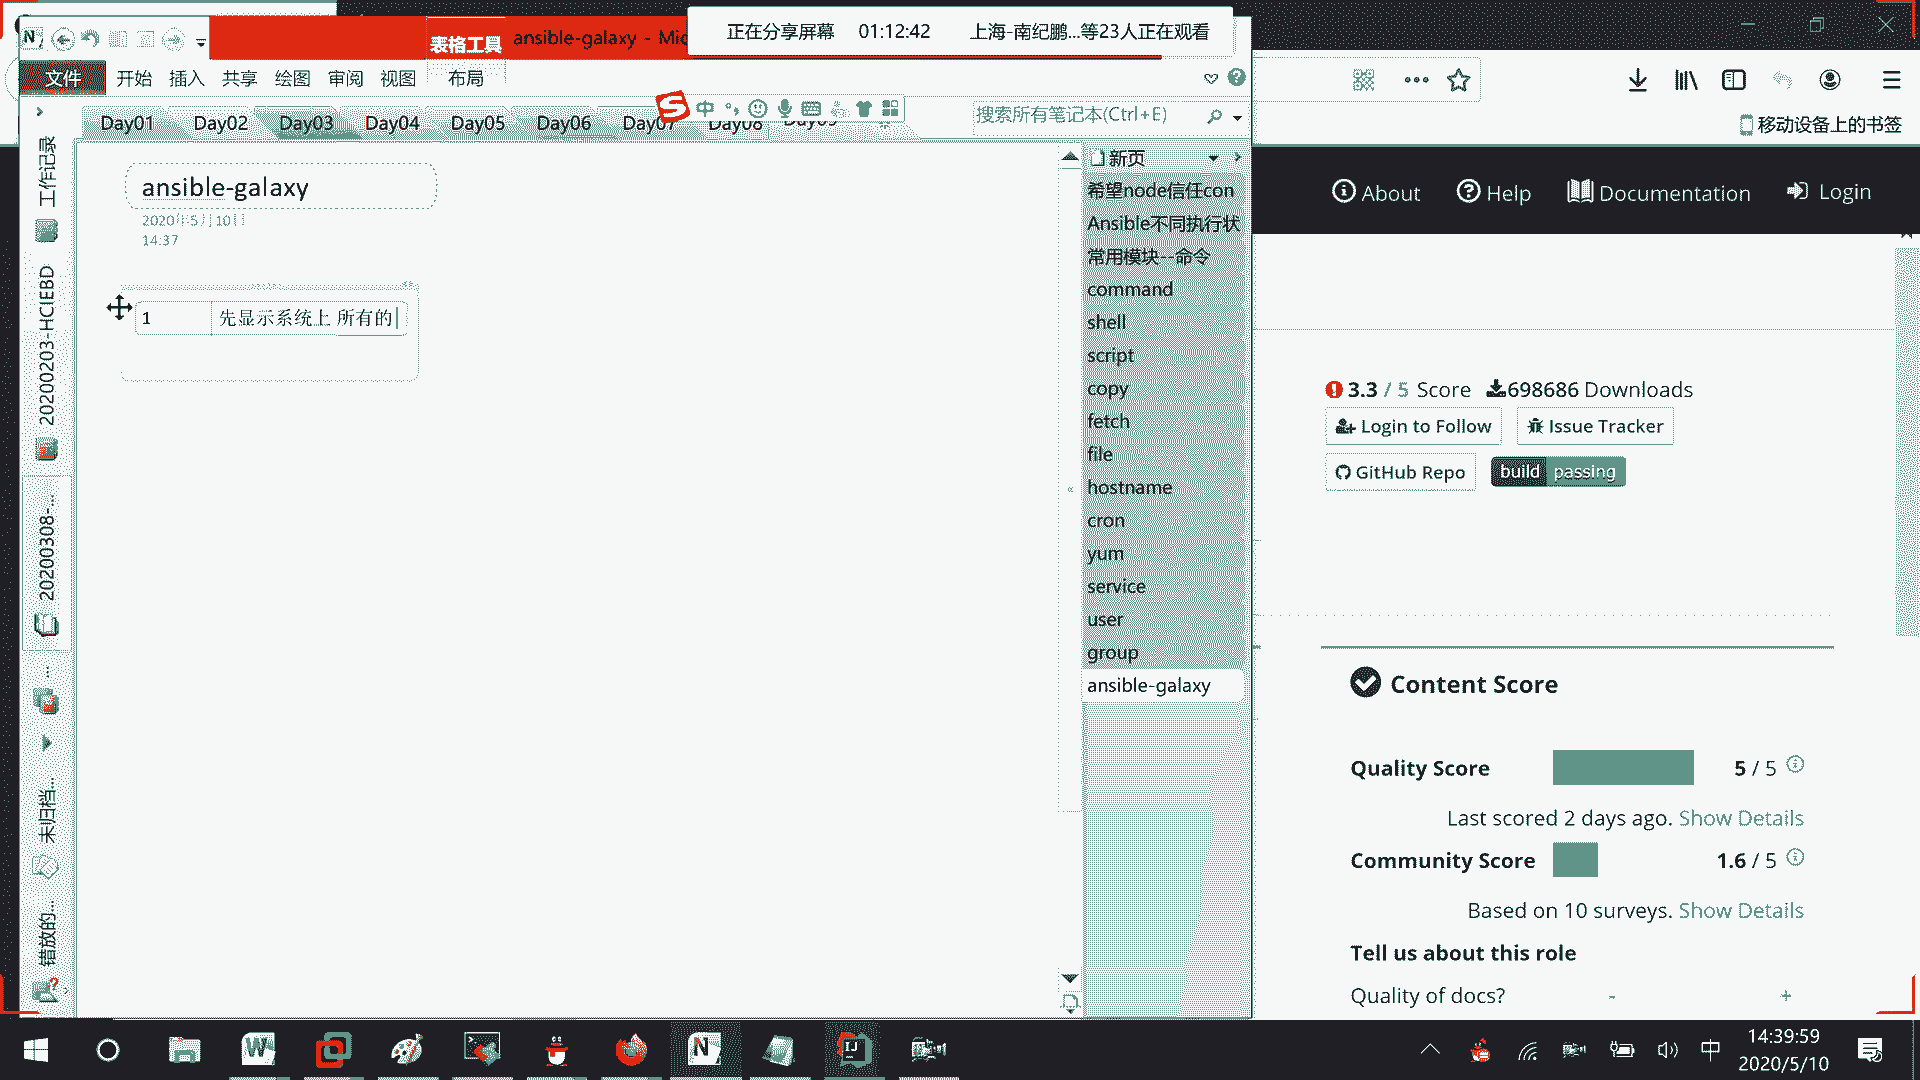 表格工具
ansible-galaxy - Mic
正在分享屏幕 01:12:42 上海-南纪鹏...等23人正在观看
文件 开始 插入 共享 绘图 审阅 视图 布局
中
搜索所有笔记本(Ctrl+E)
移动设备上的书签
Day01 Day02 Day03 Day04 Day05 Day06 Day07 Day08
工作记录
20200203-HCIEBD
20200308-...
未归档...
错放的...
ansible-galaxy
2020年5月10日
14:37
1 先显示系统上 所有的
新页
希望node信任con
Ansible不同执行状
常用模块--命令
command
shell
script
copy
fetch
file
hostname
cron
yum
service
user
group
ansible-galaxy
About Help Documentation Login
3.3 / 5 Score 698686 Downloads
Login to Follow Issue Tracker
GitHub Repo build passing
Content Score
Quality Score 5 / 5
Last scored 2 days ago. Show Details
Community Score 1.6 / 5
Based on 10 surveys. Show Details
Tell us about this role
Quality of docs? - +
中
14:39:59
2020/5/10